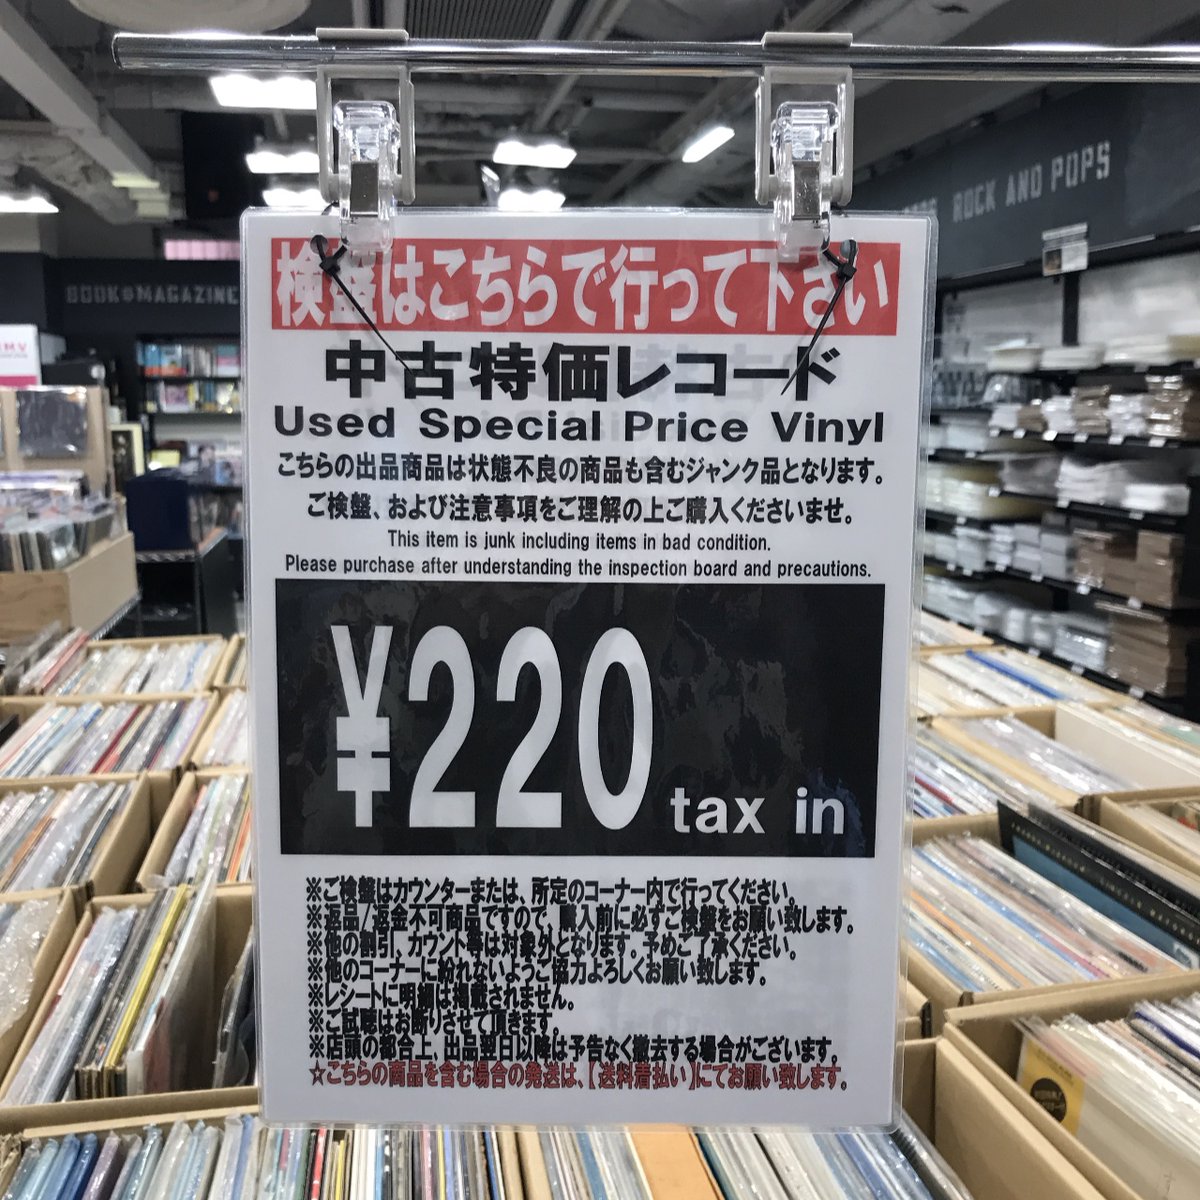 ROCK AND POPS
BOOK MAGAZINE
HMV
検盤はこちらで行って下さい
中古特価レコード
Used Special Price Vinyl
こちらの出品商品は状態不良の商品も含むジャンク品となります。
ご検盤、および注意事項をご理解の上ご購入くださいませ。
This item is junk including items in bad condition.
Please purchase after understanding the inspection board and precautions.
¥220 tax in
※ご検盤はカウンターまたは、所定のコーナー内で行ってください。
※返品/返金不可商品ですので、購入前に必ずご検盤をお願い致します。
※他の割引、カウント等は対象外となります。予めご了承ください。
※他のコーナーに紛れないようご協力よろしくお願い致します。
※レシートに明細は掲載されません。
※ご試聴はお断りさせて頂きます。
※店頭の都合上、出品翌日以降は予告なく撤去する場合がございます。
☆こちらの商品を含む場合の発送は、【送料着払い】にてお願い致します。